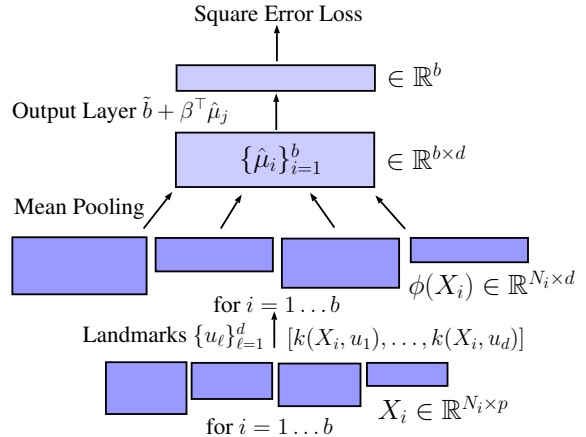 Square Error Loss
∈ ℝ^b
Output Layer b̃ + β^⊤ μ̂_j
{μ̂_i}_{i=1}^b ∈ ℝ^{b×d}
Mean Pooling
φ(X_i) ∈ ℝ^{N_i×d}
for i = 1 … b
Landmarks {u_ℓ}_{ℓ=1}^d [k(X_i, u_1), …, k(X_i, u_d)]
X_i ∈ ℝ^{N_i×p}
for i = 1 … b